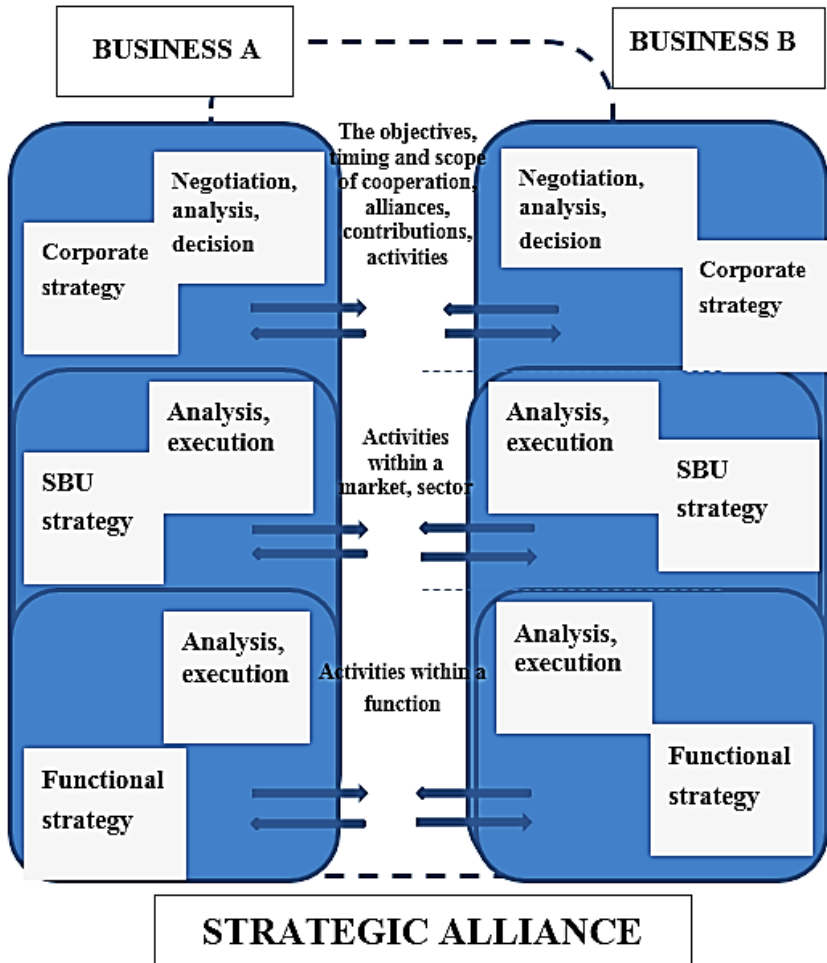 BUSINESS A
BUSINESS B
The objectives,
timing and scope
of cooperation,
alliances,
contributions,
activities
Negotiation,
analysis,
decision
Corporate
strategy
Negotiation,
analysis,
decision
Corporate
strategy
Analysis,
execution
SBU
strategy
Activities
within a
market, sector
Analysis,
execution
SBU
strategy
Analysis,
execution
Functional
strategy
Activities within a
function
Analysis,
execution
Functional
strategy
STRATEGIC ALLIANCE